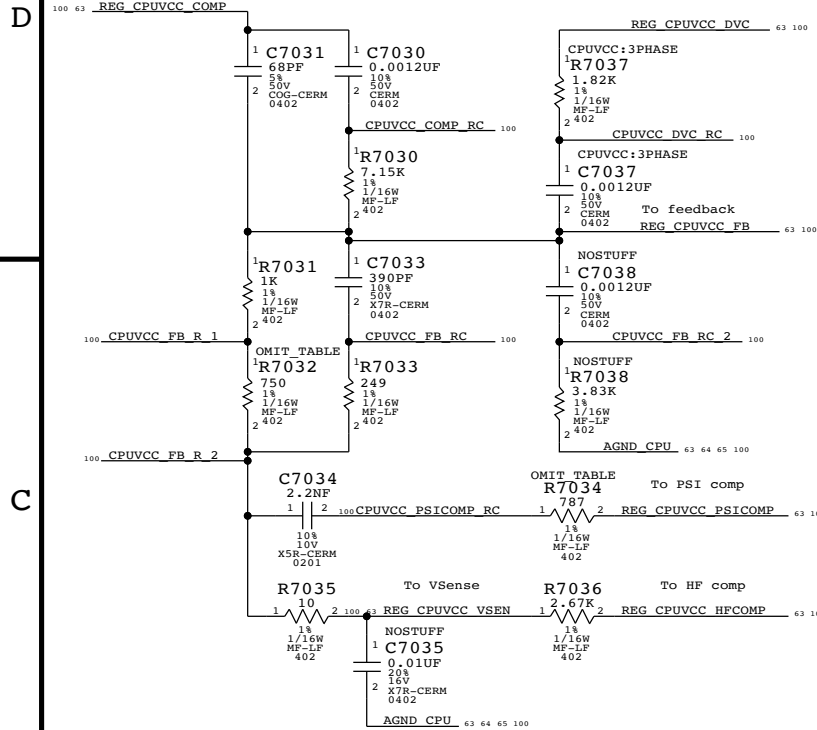 D
100 63 REG_CPUVCC_COMP
REG_CPUVCC_DVC 63 100
1 C7031
68PF
5%
50V
2 COG-CERM
0402
1 C7030
0.0012UF
10%
50V
2 CERM
0402
CPUVCC:3PHASE
1 R7037
1.82K
1%
1/16W
MF-LF
2 402
CPUVCC_COMP_RC 100
CPUVCC_DVC_RC 100
1 R7030
7.15K
1%
1/16W
MF-LF
2 402
CPUVCC:3PHASE
1 C7037
0.0012UF
10%
50V
2 CERM
402
To feedback
REG_CPUVCC_FB 63 100
1 R7031
1K
1%
1/16W
MF-LF
2 402
1 C7033
390PF
10%
50V
2 X7R-CERM
0402
NOSTUFF
1 C7038
0.0012UF
10%
50V
2 CERM
0402
100 CPUVCC_FB_R_1
CPUVCC_FB_RC 100
CPUVCC_FB_RC_2 100
OMIT_TABLE
1 R7032
750
1%
1/16W
MF-LF
2 402
1 R7033
249
1%
1/16W
MF-LF
2 402
NOSTUFF
1 R7038
3.83K
1%
1/16W
MF-LF
2 402
AGND_CPU 63 64 65 100
100 CPUVCC_FB_R_2
C
C7034
2.2NF
1 2
10%
10V
X5R-CERM
0201
100 CPUVCC_PSICOMP_RC
OMIT_TABLE
R7034
787
1 2
1%
1/16W
MF-LF
402
To PSI comp
REG_CPUVCC_PSICOMP 63
R7035
10
1 2
1%
1/16W
MF-LF
402
To VSense
100 63 REG_CPUVCC_VSEN
R7036
2.67K
1 2
1%
1/16W
MF-LF
402
To HF comp
REG_CPUVCC_HFCOMP 63
NOSTUFF
1 C7035
0.01UF
20%
16V
2 X7R-CERM
0402
AGND_CPU 63 64 65 100